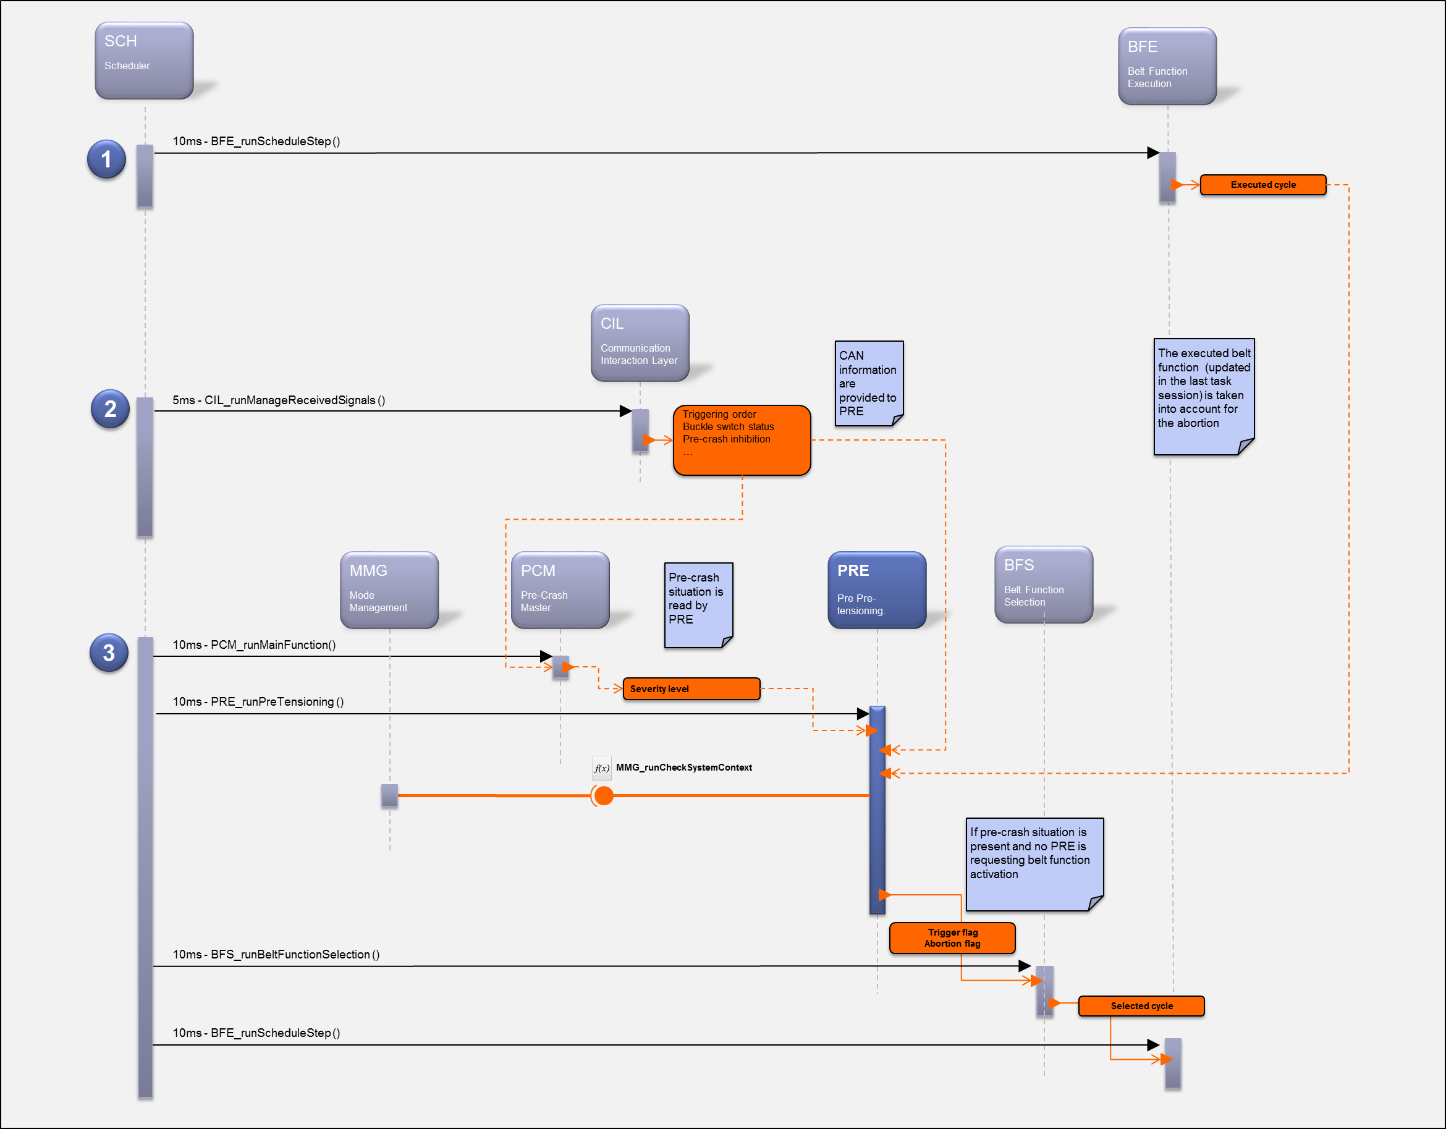 SCH
Scheduler
BFE
Belt Function
Execution
10ms - BFE_runScheduleStep()
1
Executed cycle
CIL
Communication
Interaction Layer
CAN
information
are
provided to
PRE
The executed belt
function (updated
in the last task
session) is taken
into account for
the abortion
2
5ms - CIL_runManageReceivedSignals()
Triggering order
Buckle switch status
Pre-crash inhibition
...
MMG
Mode
Management
PCM
Pre-Crash
Master
Pre-crash
situation is
read by
PRE
PRE
Pre Pre-
tensioning.
BFS
Belt Function
Selection
3
10ms - PCM_runMainFunction()
Severity level
10ms - PRE_runPreTensioning()
f(x)
MMG_runCheckSystemContext
If pre-crash situation is
present and no PRE is
requesting belt function
activation
Trigger flag
Abortion flag
10ms - BFS_runBeltFunctionSelection()
Selected cycle
10ms - BFE_runScheduleStep()